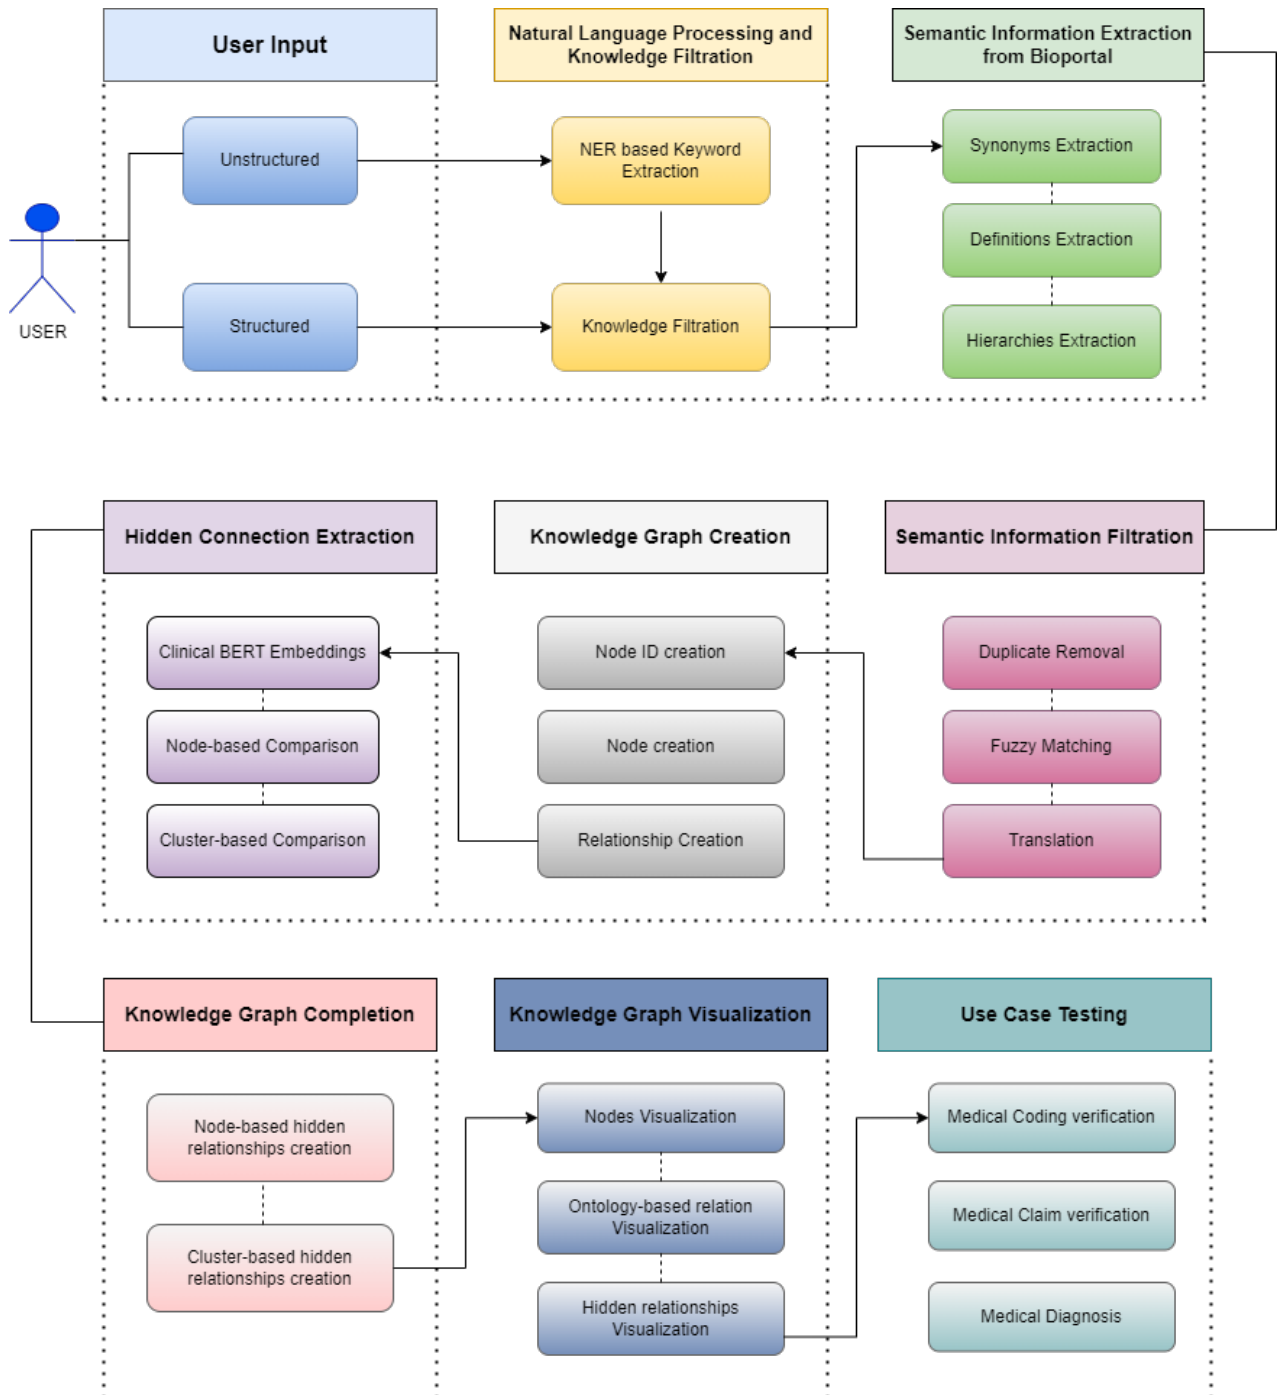 User Input
Natural Language Processing and
Knowledge Filtration
Semantic Information Extraction
from Bioportal
Unstructured
NER based Keyword
Extraction
Synonyms Extraction
Definitions Extraction
USER
Structured
Knowledge Filtration
Hierarchies Extraction
Hidden Connection Extraction
Knowledge Graph Creation
Semantic Information Filtration
Clinical BERT Embeddings
Node ID creation
Duplicate Removal
Node-based Comparison
Node creation
Fuzzy Matching
Cluster-based Comparison
Relationship Creation
Translation
Knowledge Graph Completion
Knowledge Graph Visualization
Use Case Testing
Node-based hidden
relationships creation
Nodes Visualization
Medical Coding verification
Ontology-based relation
Visualization
Medical Claim verification
Cluster-based hidden
relationships creation
Hidden relationships
Visualization
Medical Diagnosis